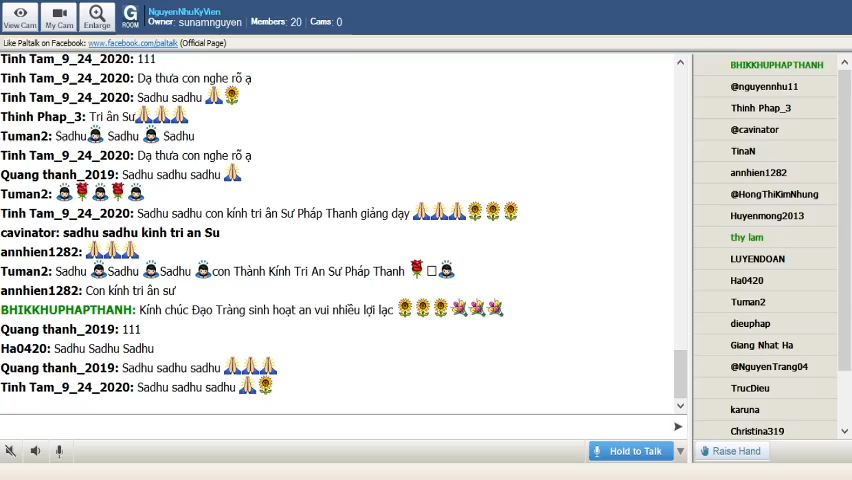 View Cam
My Cam
Enlarge
G
ROOM
NguyenNhuKyVien
Owner: sunamnguyen Members: 20 Cams: 0
Like Paltalk on Facebook: www.facebook.com/paltalk (Official Page)
Tinh Tam_9_24_2020: 111
Tinh Tam_9_24_2020: Dạ thưa con nghe rõ ạ
Tinh Tam_9_24_2020: Sadhu sadhu 🙏🌻
Thinh Phap_3: Tri ân Sư🙏🙏🙏
Tuman2: Sadhu🙇 Sadhu 🙇 Sadhu
Tinh Tam_9_24_2020: Dạ thưa con nghe rõ ạ
Quang thanh_2019: Sadhu sadhu sadhu 🙏
Tuman2: 🙇🌹🙇🌹🙇
Tinh Tam_9_24_2020: Sadhu sadhu con kính tri ân Sư Pháp Thanh giảng dạy 🙏🙏🙏🌻🌻🌻
cavinator: sadhu sadhu kinh tri an Su
annhien1282: 🙏🙏🙏
Tuman2: Sadhu 🙇Sadhu 🙇Sadhu 🙇con Thành Kính Tri An Sư Pháp Thanh 🌹□🙇
annhien1282: Con kính tri ân sư
BHIKKHUPHAPTHANH: Kính chúc Đạo Tràng sinh hoạt an vui nhiều lợi lạc 🌻🌻🌻💐💐💐
Quang thanh_2019: 111
Ha0420: Sadhu Sadhu Sadhu
Quang thanh_2019: Sadhu sadhu sadhu 🙏🙏🙏
Tinh Tam_9_24_2020: Sadhu sadhu sadhu 🙏🌻
Hold to Talk
BHIKKHUPHAPTHANH
@nguyennhu11
Thinh Phap_3
@cavinator
TinaN
annhien1282
@HongThiKimNhung
Huyenmong2013
thy lam
LUYENDOAN
Ha0420
Tuman2
dieuphap
Giang Nhat Ha
@NguyenTrang04
TrucDieu
karuna
Christina319
Raise Hand